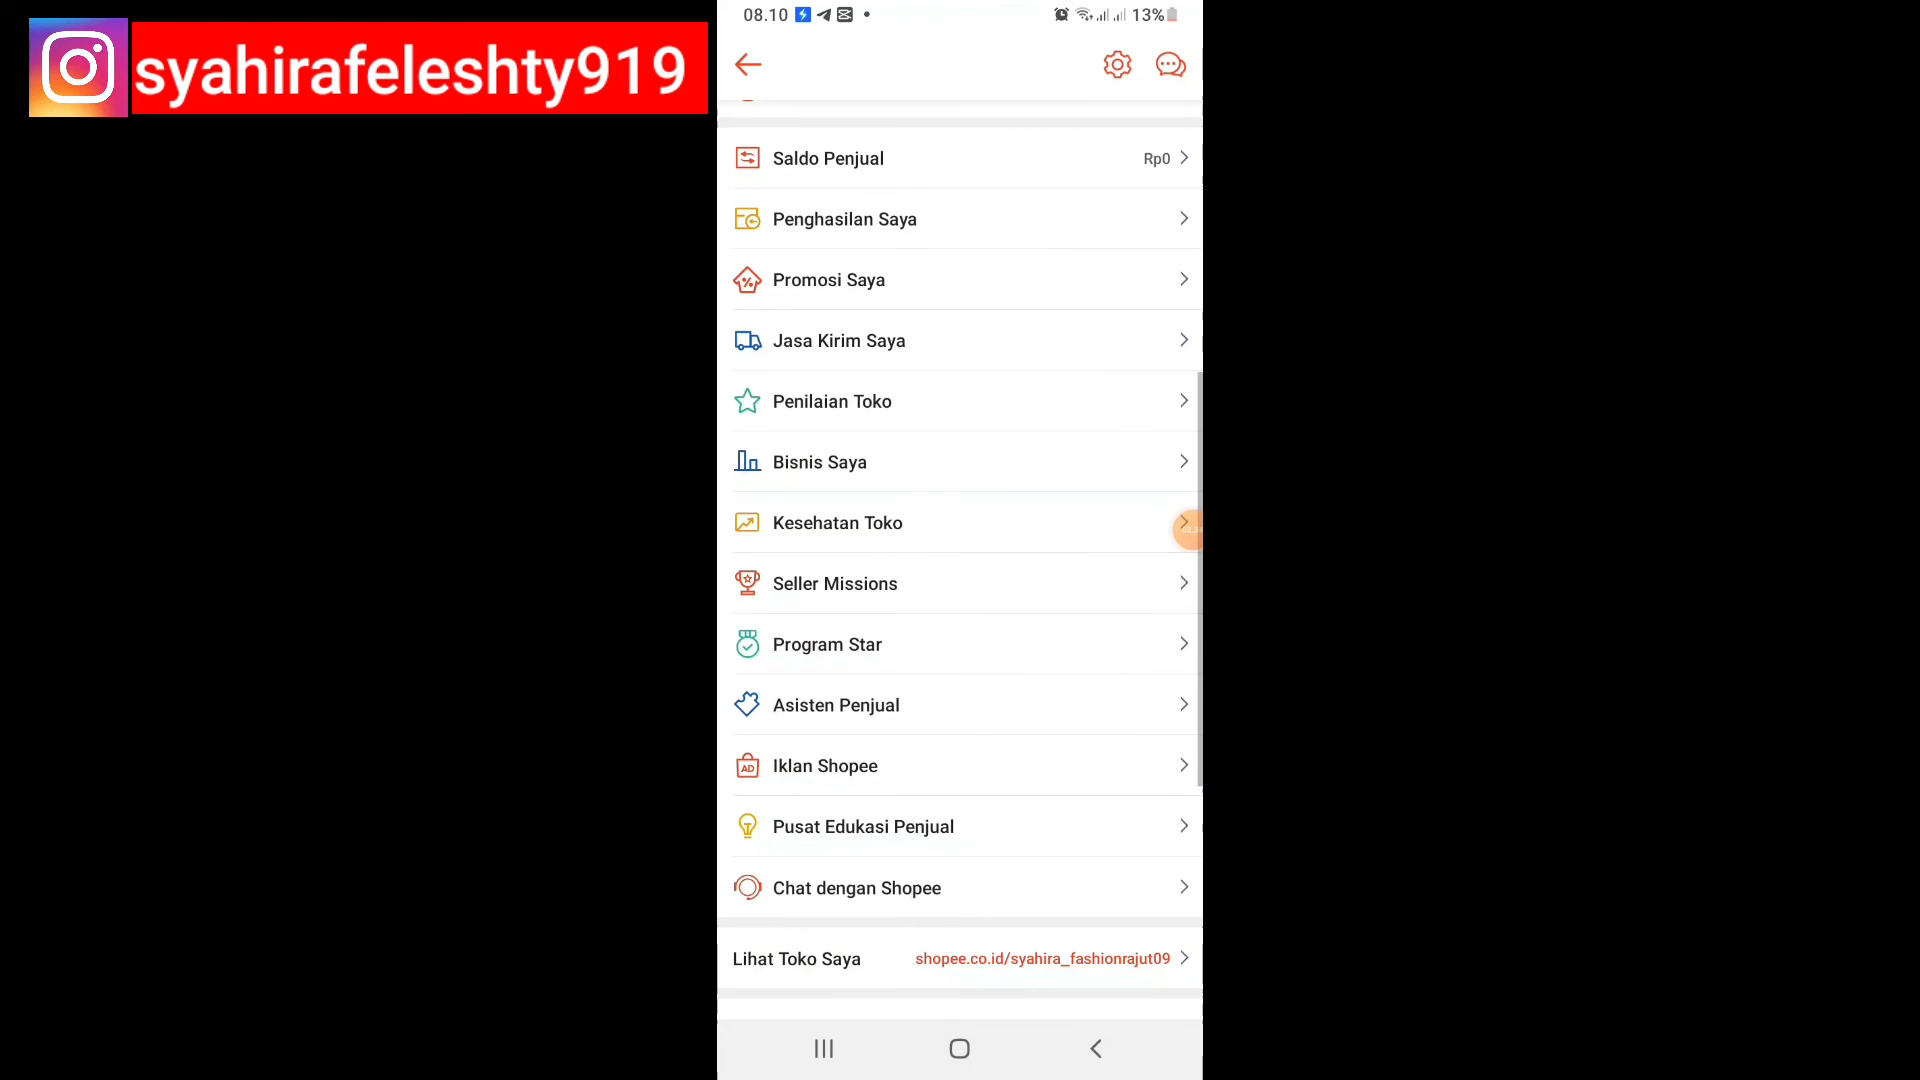 syahirafeleshty919
08.10
13%
Saldo Penjual Rp0
Penghasilan Saya
Promosi Saya
Jasa Kirim Saya
Penilaian Toko
Bisnis Saya
Kesehatan Toko
Seller Missions
Program Star
Asisten Penjual
AD Iklan Shopee
Pusat Edukasi Penjual
Chat dengan Shopee
Lihat Toko Saya shopee.co.id/syahira_fashionrajut09